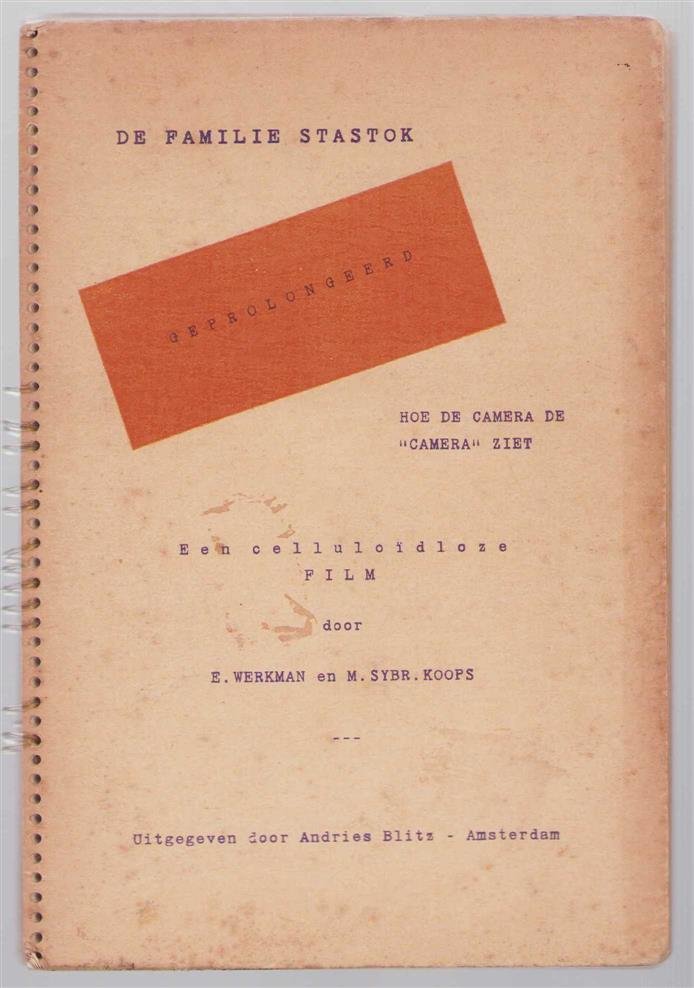 DE FAMILIE STASTOK
GEPROLONGEERD
HOE DE CAMERA DE
"CAMERA" ZIET
Een celluloïdloze
FILM
door
E. WERKMAN en M. SYBR. KOOPS
---
Uitgegeven door Andries Blitz - Amsterdam